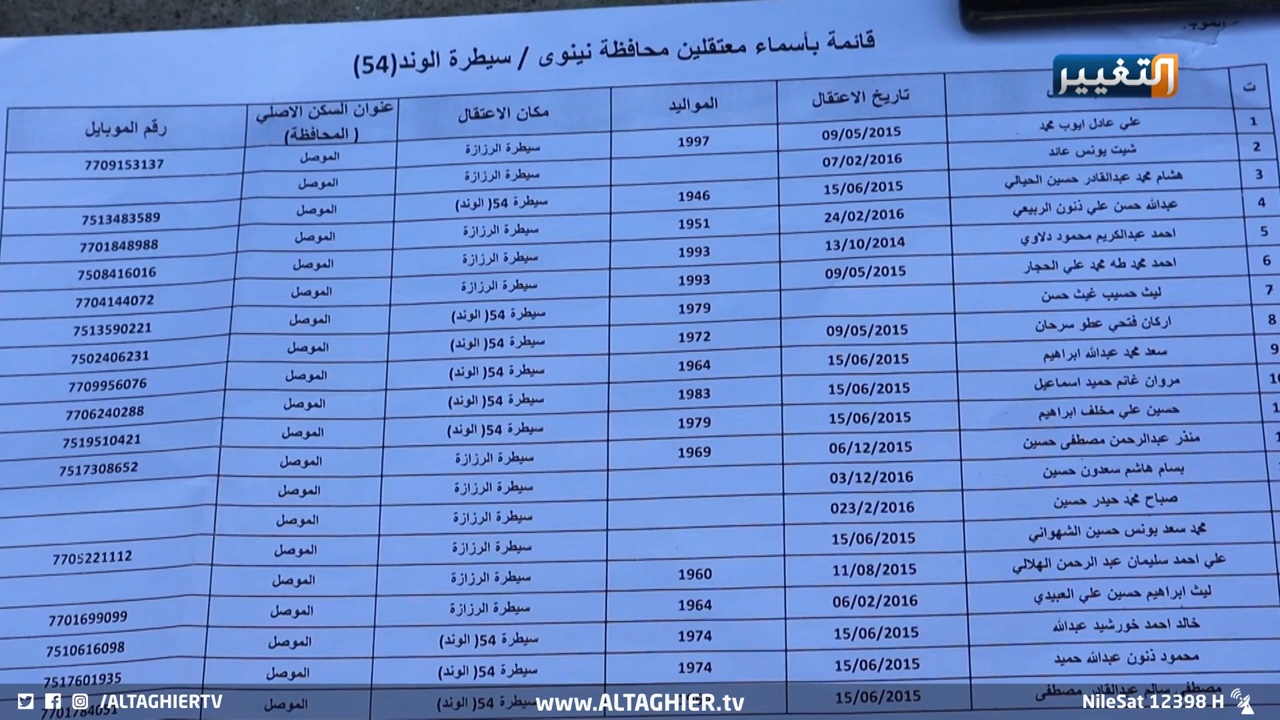 قائمة بأسماء معتقلين محافظة نينوى / سيطرة الوند(54)
التغيير
ت تاريخ الاعتقال المواليد مكان الاعتقال عنوان السكن الاصلي (المحافظة) رقم الموبايل
1 علي عادل ايوب محمد 09/05/2015 1997 سيطرة الرزازة الموصل 7709153137
2 شيت يونس عائد 07/02/2016 سيطرة الرزازة الموصل
3 هشام محمد عبدالقادر حسين الحيالي 15/06/2015 1946 سيطرة 54( الوند) الموصل 7513483589
4 عبدالله حسن علي ذنون الربيعي 24/02/2016 1951 سيطرة الرزازة الموصل 7701848988
5 احمد عبدالكريم محمود دلاوي 13/10/2014 1993 سيطرة الرزازة الموصل 7508416016
6 احمد محمد طه محمد علي الحجار 09/05/2015 1993 سيطرة الرزازة الموصل 7704144072
7 ليث حسيب غيث حسن 1979 سيطرة 54( الوند) الموصل 7513590221
8 اركان فتحي عطو سرحان 09/05/2015 1972 سيطرة 54( الوند) الموصل 7502406231
9 سعد محمد عبدالله ابراهيم 15/06/2015 1964 سيطرة 54( الوند) الموصل 7709956076
10 مروان غانم حميد اسماعيل 15/06/2015 1983 سيطرة 54( الوند) الموصل 7706240288
حسين علي مخلف ابراهيم 15/06/2015 1979 سيطرة 54( الوند) الموصل 7519510421
منذر عبدالرحمن مصطفى حسين 06/12/2015 1969 سيطرة الرزازة الموصل 7517308652
بسام هاشم سعدون حسين 03/12/2016 سيطرة الرزازة الموصل
صباح محمد حيدر حسين 023/2/2016 سيطرة الرزازة الموصل
محمد سعد يونس حسين الشهواني 15/06/2015 سيطرة الرزازة الموصل 7705221112
علي احمد سليمان عبد الرحمن الهلالي 11/08/2015 1960 سيطرة الرزازة الموصل
ليث ابراهيم حسين علي العبيدي 06/02/2016 1964 سيطرة الرزازة الموصل 7701699099
خالد احمد خورشيد عبدالله 15/06/2015 1974 سيطرة 54( الوند) الموصل 7510616098
محمود ذنون عبدالله حميد 15/06/2015 1974 سيطرة 54( الوند) الموصل 7517601935
مصطفى سالم عبدالقادر مصطفى 15/06/2015 سيطرة 54( الوند) الموصل 7701784051
/ALTAGHIERTV www.ALTAGHIER.tv NileSat 12398 H